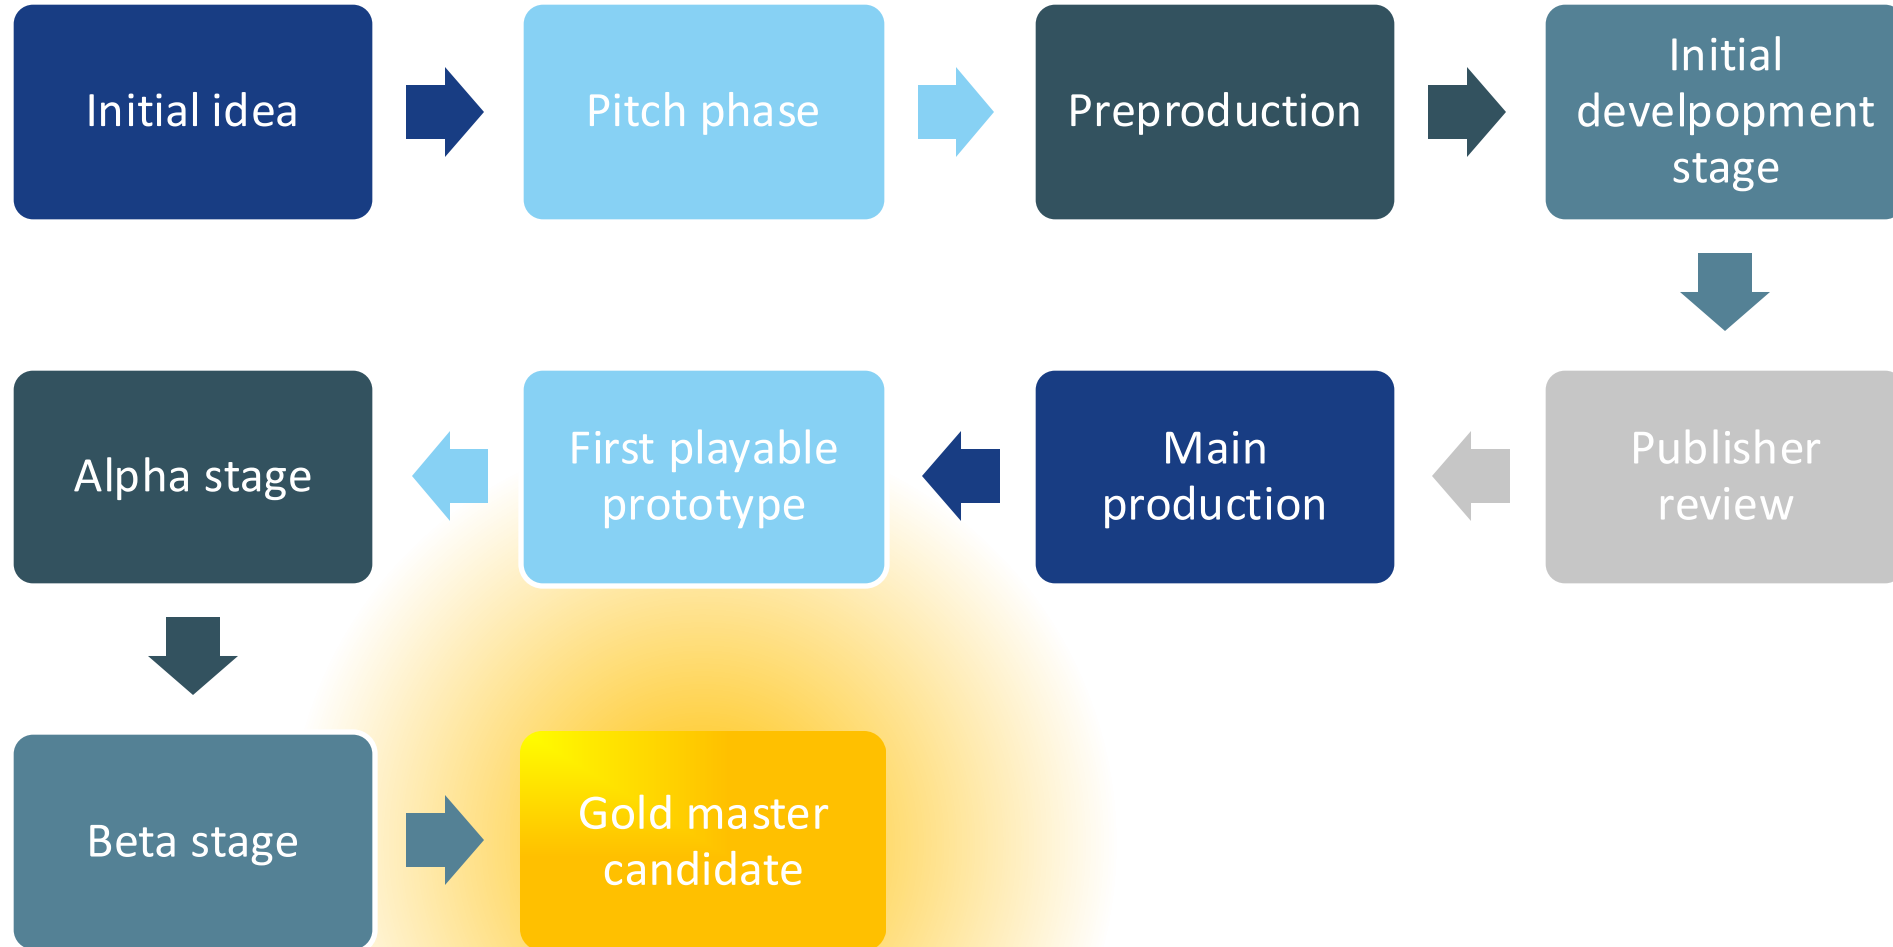 Initial idea
Pitch phase
Preproduction
Initial
develpopment
stage
Publisher
review
Main
production
First playable
prototype
Alpha stage
Beta stage
Gold master
candidate